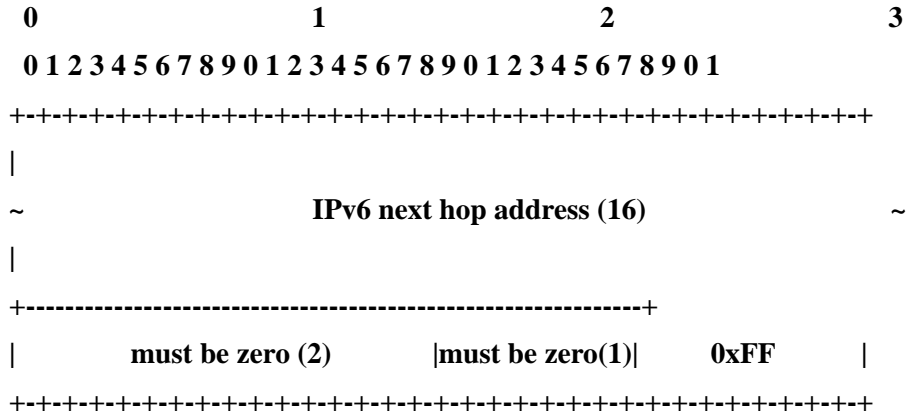 0 1 2 3
0 1 2 3 4 5 6 7 8 9 0 1 2 3 4 5 6 7 8 9 0 1 2 3 4 5 6 7 8 9 0 1
+-+-+-+-+-+-+-+-+-+-+-+-+-+-+-+-+-+-+-+-+-+-+-+-+-+-+-+-+-+-+-+-+
|
~ IPv6 next hop address (16) ~
|
+---------------------------------------------------------------+
| must be zero (2) |must be zero(1)| 0xFF |
+-+-+-+-+-+-+-+-+-+-+-+-+-+-+-+-+-+-+-+-+-+-+-+-+-+-+-+-+-+-+-+-+